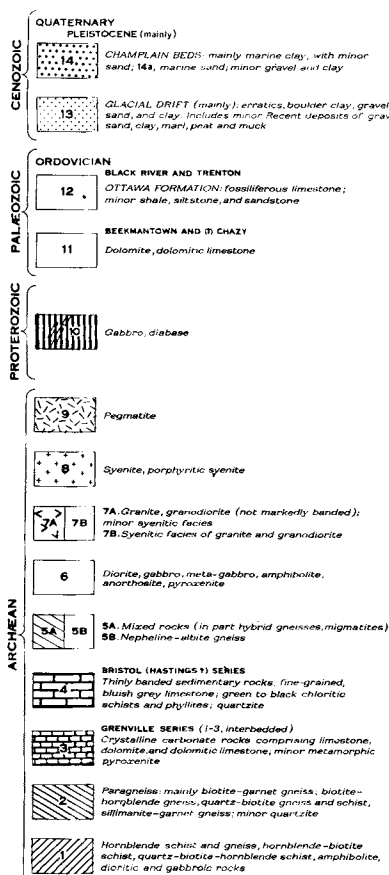 CENOZOIC
QUATERNARY
PLEISTOCENE (mainly)
14
CHAMPLAIN BEDS: mainly marine clay, with minor
sand; 14a, marine sand; minor gravel and clay
13
GLACIAL DRIFT (mainly): erratics, boulder clay, gravel
sand, and clay. Includes minor Recent deposits of grav
sand, clay, marl, peat and muck
PALÆOZOIC
ORDOVICIAN
BLACK RIVER AND TRENTON
12
OTTAWA FORMATION: fossiliferous limestone;
minor shale, siltstone, and sandstone
BEEKMANTOWN AND (?) CHAZY
11
Dolomite, dolomitic limestone
PROTEROZOIC
10
Gabbro, diabase
ARCHÆAN
9
Pegmatite
8
Syenite, porphyritic syenite
7A 7B
7A. Granite, granodiorite (not markedly banded);
minor syenitic facies
7B. Syenitic facies of granite and granodiorite
6
Diorite, gabbro, meta-gabbro, amphibolite,
anorthosite, pyroxenite
5A 5B
5A. Mixed rocks (in part hybrid gneisses, migmatites)
5B. Nepheline-albite gneiss
BRISTOL (HASTINGS?) SERIES
4
Thinly banded sedimentary rocks, fine-grained,
bluish grey limestone; green to black chloritic
schists and phyllites; quartzite
GRENVILLE SERIES (1-3, interbedded)
3
Crystalline carbonate rocks comprising limestone,
dolomite, and dolomitic limestone; minor metamorphic
pyroxenite
2
Paragneiss: mainly biotite-garnet gneiss; biotite-
hornblende gneiss, quartz-biotite gneiss and schist,
sillimanite-garnet gneiss; minor quartzite
1
Hornblende schist and gneiss, hornblende-biotite
schist, quartz-biotite-hornblende schist, amphibolite,
dioritic and gabbroic rocks